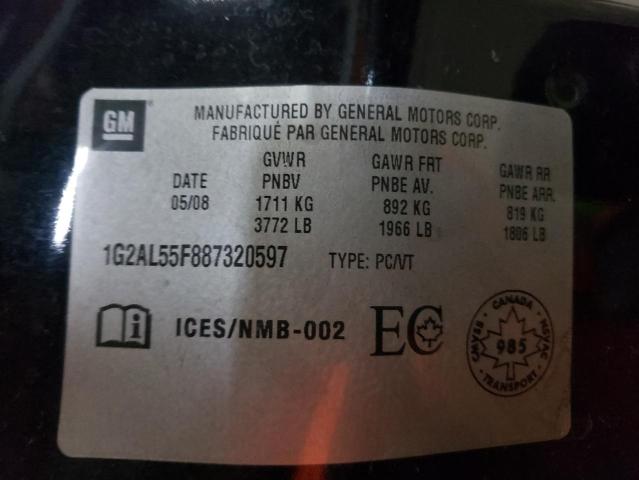 GM
MANUFACTURED BY GENERAL MOTORS CORP.
FABRIQUÉ PAR GENERAL MOTORS CORP.
GVWR GAWR FRT GAWR RR
DATE PNBV PNBE AV. PNBE ARR.
05/08 1711 KG 892 KG 819 KG
3772 LB 1966 LB 1806 LB
1G2AL55F887320597 TYPE: PC/VT
i ICES/NMB-002 EC
CANADA
CMVSS 985 NSVAC
TRANSPORT